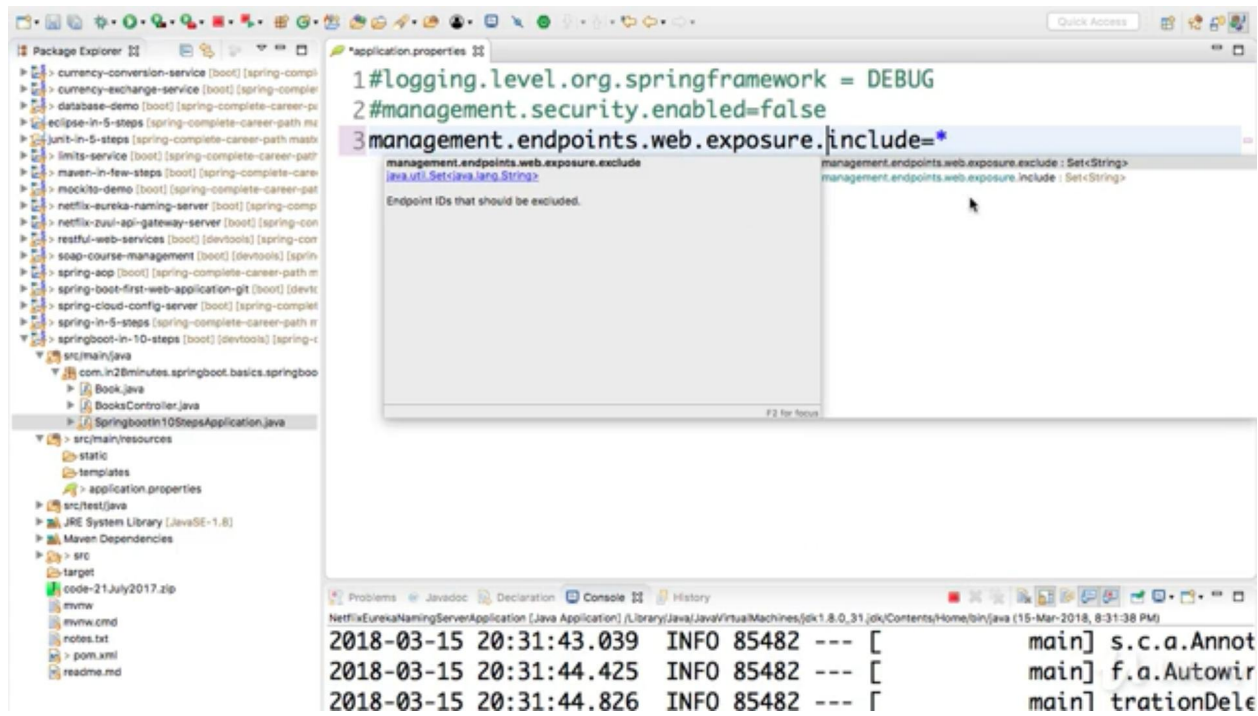 Quick Access
Package Explorer
> currency-conversion-service [boot] [spring-compl
> currency-exchange-service [boot] [spring-complet
> database-demo [boot] [spring-complete-career-pa
eclipse-in-5-steps [spring-complete-career-path ma
junit-in-5-steps [spring-complete-career-path maste
> limits-service [boot] [spring-complete-career-path
> maven-in-few-steps [boot] [spring-complete-caree
> mockito-demo [boot] [spring-complete-career-pat
> netflix-eureka-naming-server [boot] [spring-comp
> netflix-zuul-api-gateway-server [boot] [spring-con
> restful-web-services [boot] [devtools] [spring-com
> soap-course-management [boot] [devtools] [sprin
> spring-aop [boot] [spring-complete-career-path m
> spring-boot-first-web-application-git [boot] [devto
> spring-cloud-config-server [boot] [spring-complet
> spring-in-5-steps [spring-complete-career-path m
> springboot-in-10-steps [boot] [devtools] [spring-c
src/main/java
com.in28minutes.springboot.basics.springboo
Book.java
BooksController.java
SpringbootIn10StepsApplication.java
> src/main/resources
static
templates
> application.properties
src/test/java
JRE System Library [JavaSE-1.8]
Maven Dependencies
> src
target
code-21July2017.zip
mvnw
mvnw.cmd
notes.txt
> pom.xml
readme.md
*application.properties
1 #logging.level.org.springframework = DEBUG
2 #management.security.enabled=false
3 management.endpoints.web.exposure.include=*
management.endpoints.web.exposure.exclude
java.util.Set<java.lang.String>
Endpoint IDs that should be excluded.
F2 for focus
management.endpoints.web.exposure.exclude : Set<String>
management.endpoints.web.exposure.include : Set<String>
Problems @ Javadoc Declaration Console History
NetflixEurekaNamingServerApplication [Java Application] /Library/Java/JavaVirtualMachines/jdk1.8.0_31.jdk/Contents/Home/bin/java (15-Mar-2018, 8:31:38 PM)
2018-03-15 20:31:43.039 INFO 85482 --- [ main] s.c.a.Annot
2018-03-15 20:31:44.425 INFO 85482 --- [ main] f.a.Autowir
2018-03-15 20:31:44.826 INFO 85482 --- [ main] trationDele